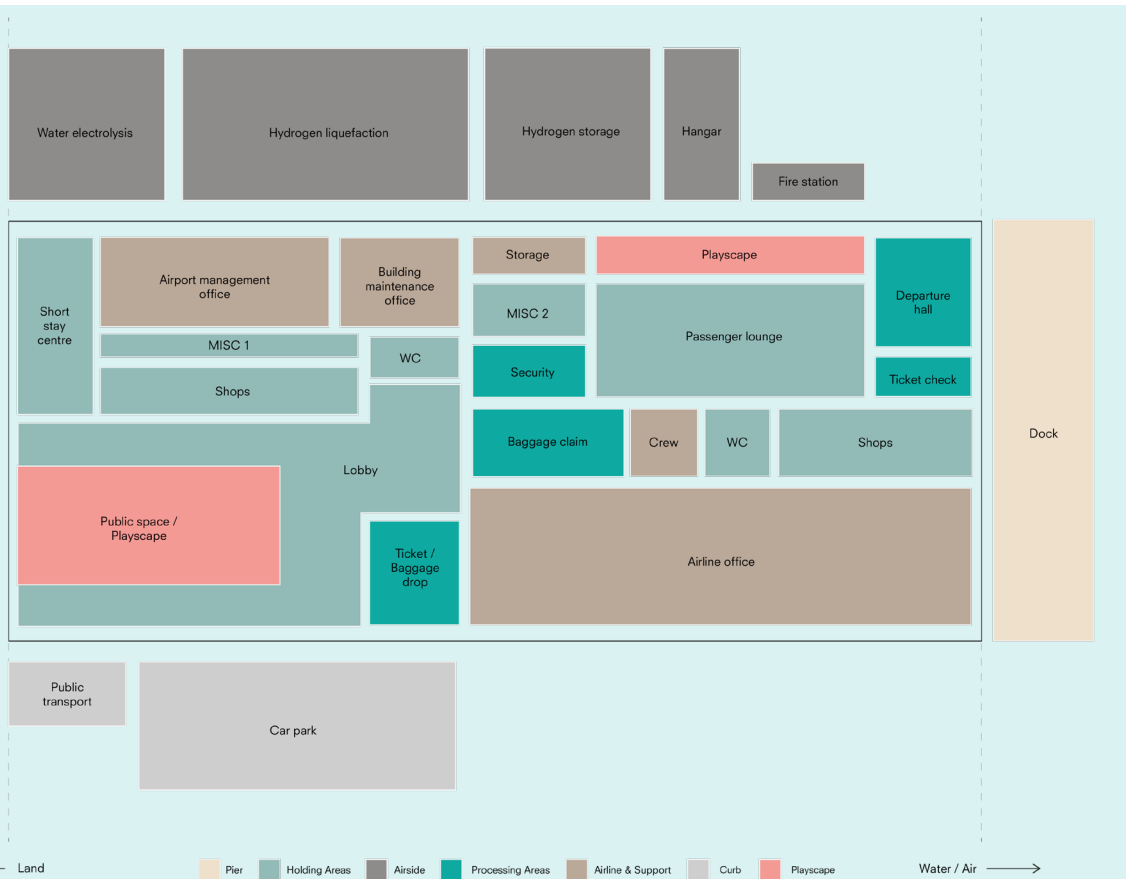 Water electrolysis
Hydrogen liquefaction
Hydrogen storage
Hangar
Fire station
Short
stay
centre
Airport management
office
Building
maintenance
office
MISC 1
WC
Shops
Lobby
Public space /
Playscape
Ticket /
Baggage
drop
Storage
Playscape
Departure
hall
MISC 2
Passenger lounge
Security
Ticket check
Baggage claim
Crew
WC
Shops
Airline office
Dock
Public
transport
Car park
Land
Pier
Holding Areas
Airside
Processing Areas
Airline & Support
Curb
Playscape
Water / Air